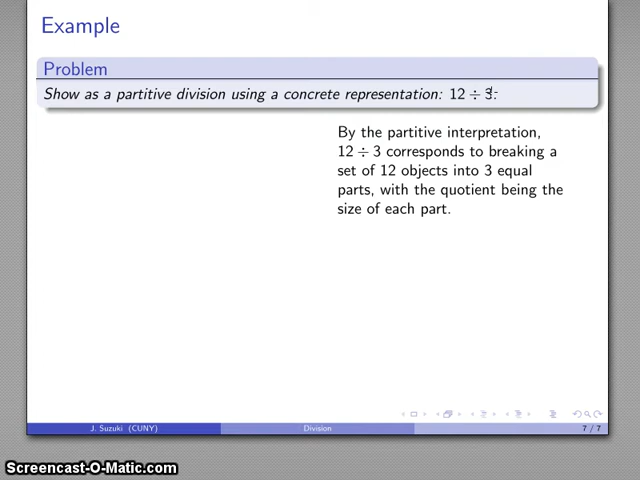 Example
Problem
Show as a partitive division using a concrete representation: 12 ÷ 3:
By the partitive interpretation,
12 ÷ 3 corresponds to breaking a
set of 12 objects into 3 equal
parts, with the quotient being the
size of each part.
J. Suzuki (CUNY) Division 7 / 7
Screencast-O-Matic.com